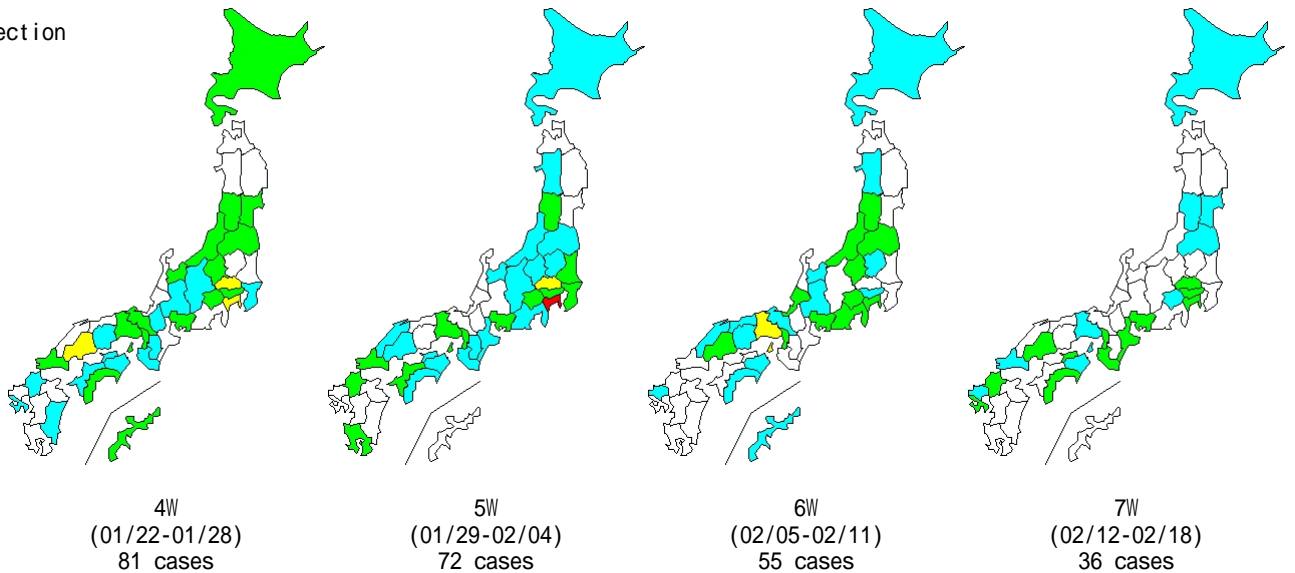 ection
4W
(01/22-01/28)
81 cases
5W
(01/29-02/04)
72 cases
6W
(02/05-02/11)
55 cases
7W
(02/12-02/18)
36 cases